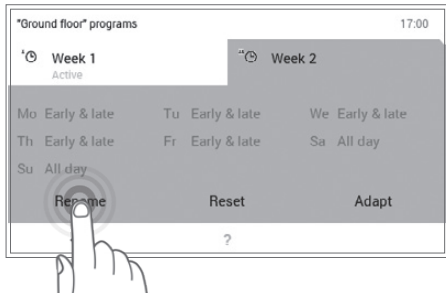 "Ground floor" programs 17:00
Week 1 Week 2
Active
Mo Early & late Tu Early & late We Early & late
Th Early & late Fr Early & late Sa All day
Su All day
Rename Reset Adapt
?